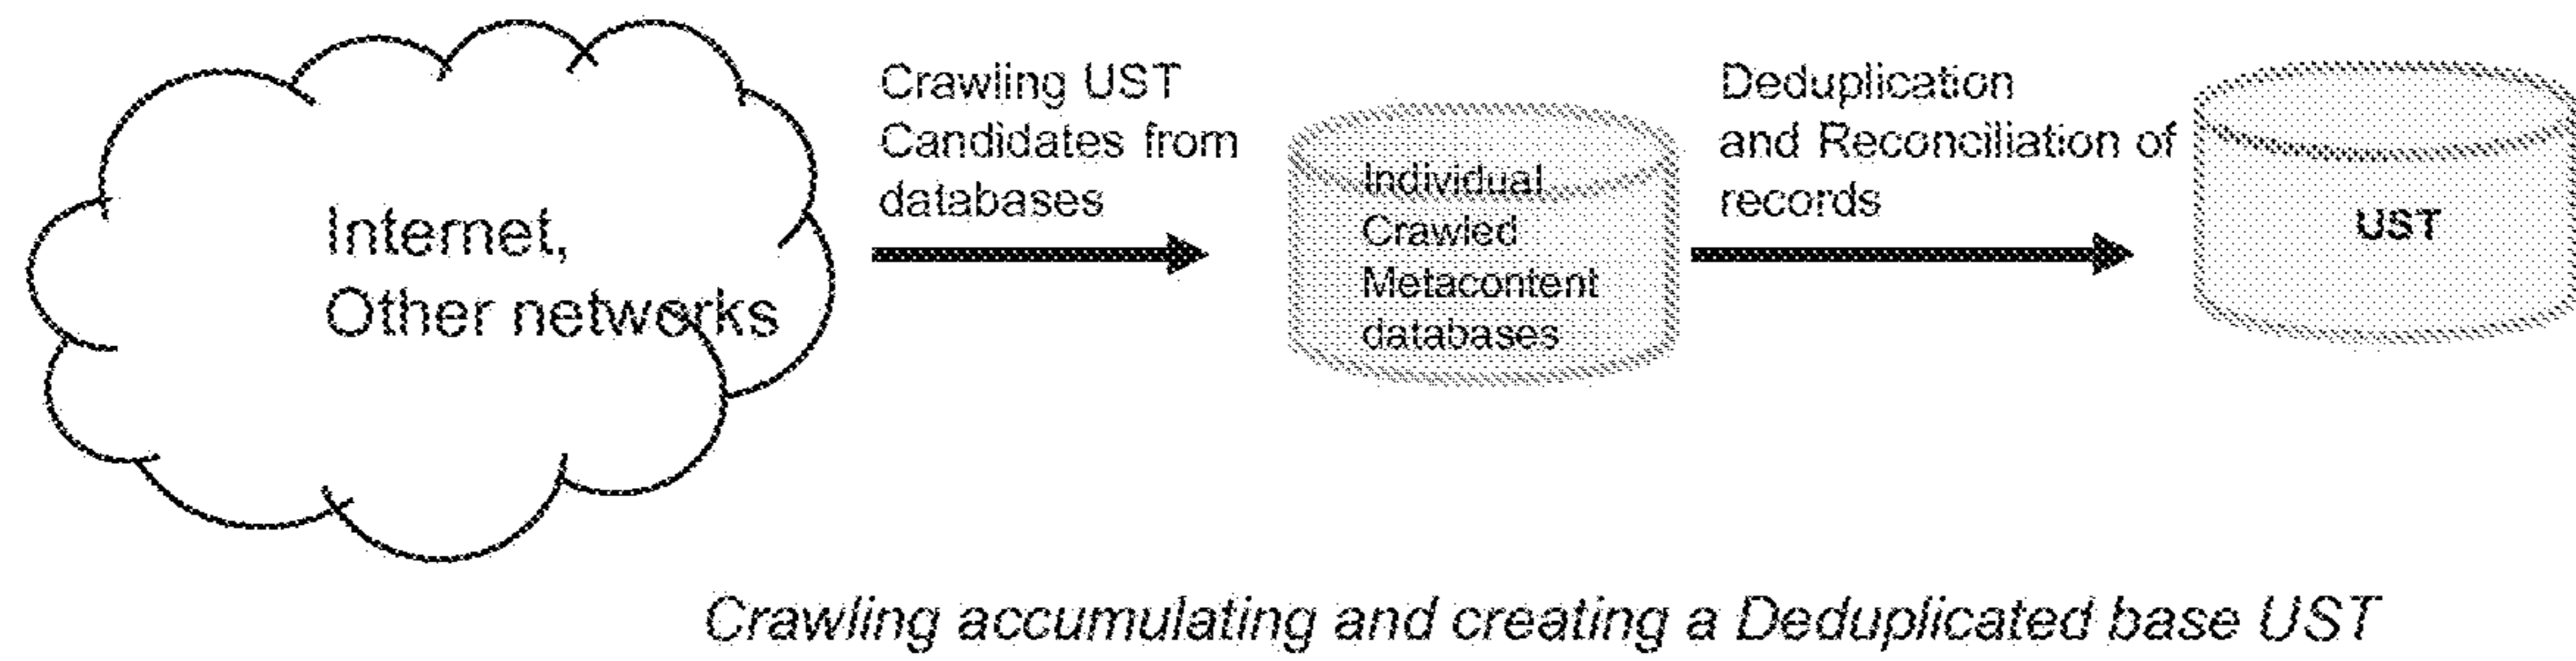 Internet,
Other networks
Crawling UST
Candidates from
databases
Individual
Crawled
Metacontent
databases
Deduplication
and Reconciliation of
records
UST
Crawling accumulating and creating a Deduplicated base UST